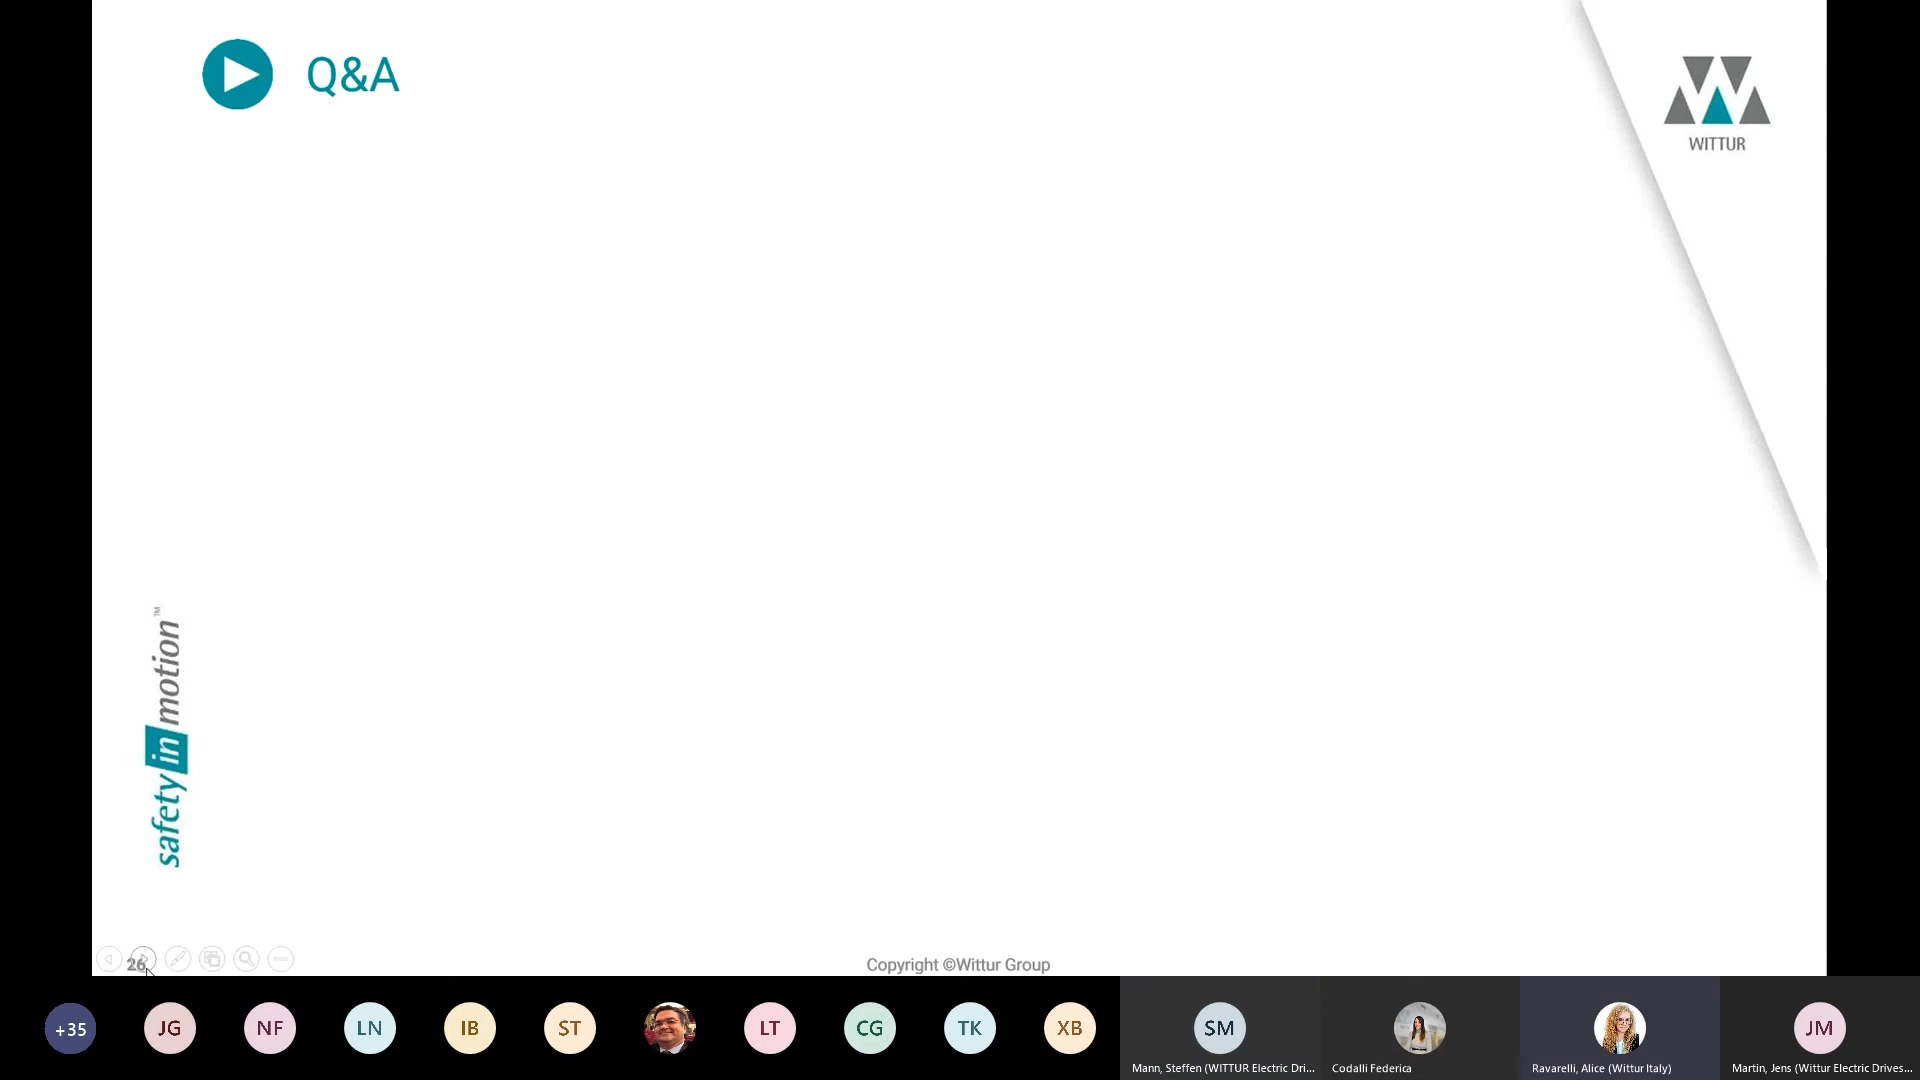 Q&A
WITTUR
safety in motion™
26
Copyright ©Wittur Group
+35
JG
NF
LN
IB
ST
LT
CG
TK
XB
SM
JM
Mann, Steffen (WITTUR Electric Dri...
Codalli Federica
Ravarelli, Alice (Wittur Italy)
Martin, Jens (Wittur Electric Drives...